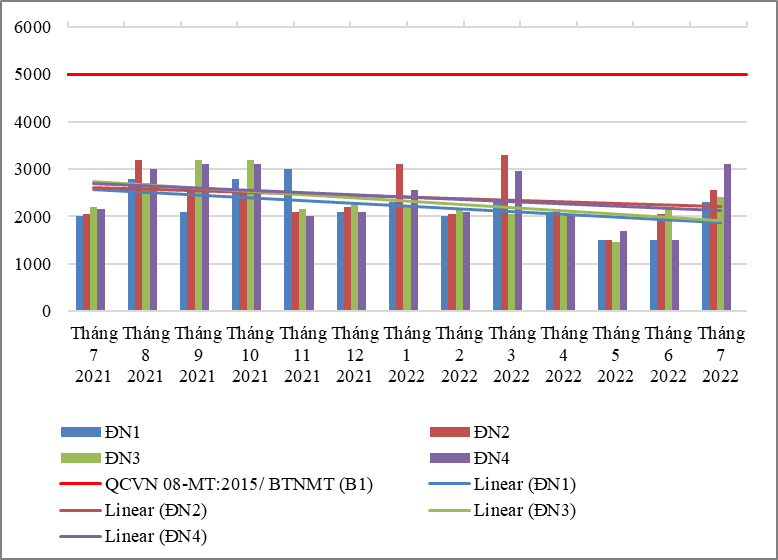 6000
5000
4000
3000
2000
1000
0
Tháng 7 2021
Tháng 8 2021
Tháng 9 2021
Tháng 10 2021
Tháng 11 2021
Tháng 12 2021
Tháng 1 2022
Tháng 2 2022
Tháng 3 2022
Tháng 4 2022
Tháng 5 2022
Tháng 6 2022
Tháng 7 2022
ĐN1
ĐN2
ĐN3
ĐN4
QCVN 08-MT:2015/ BTNMT (B1)
Linear (ĐN1)
Linear (ĐN2)
Linear (ĐN3)
Linear (ĐN4)